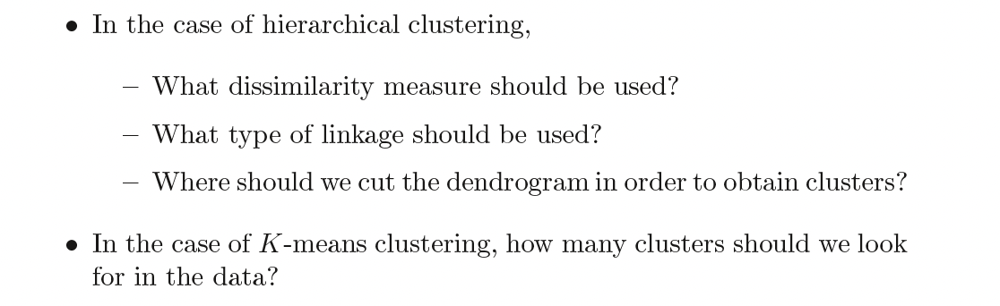 • In the case of hierarchical clustering,
– What dissimilarity measure should be used?
– What type of linkage should be used?
– Where should we cut the dendrogram in order to obtain clusters?
• In the case of K-means clustering, how many clusters should we look
for in the data?